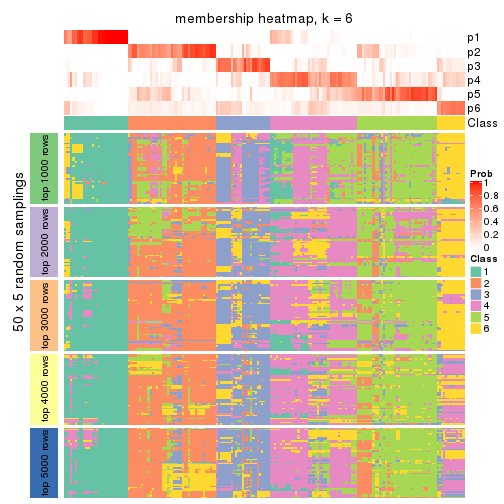 membership heatmap, k = 6
p1
p2
p3
p4
p5
p6
Class
50 x 5 random samplings
top 1000 rows
top 2000 rows
top 3000 rows
top 4000 rows
top 5000 rows
Prob
1
0.8
0.6
0.4
0.2
0
Class
1
2
3
4
5
6